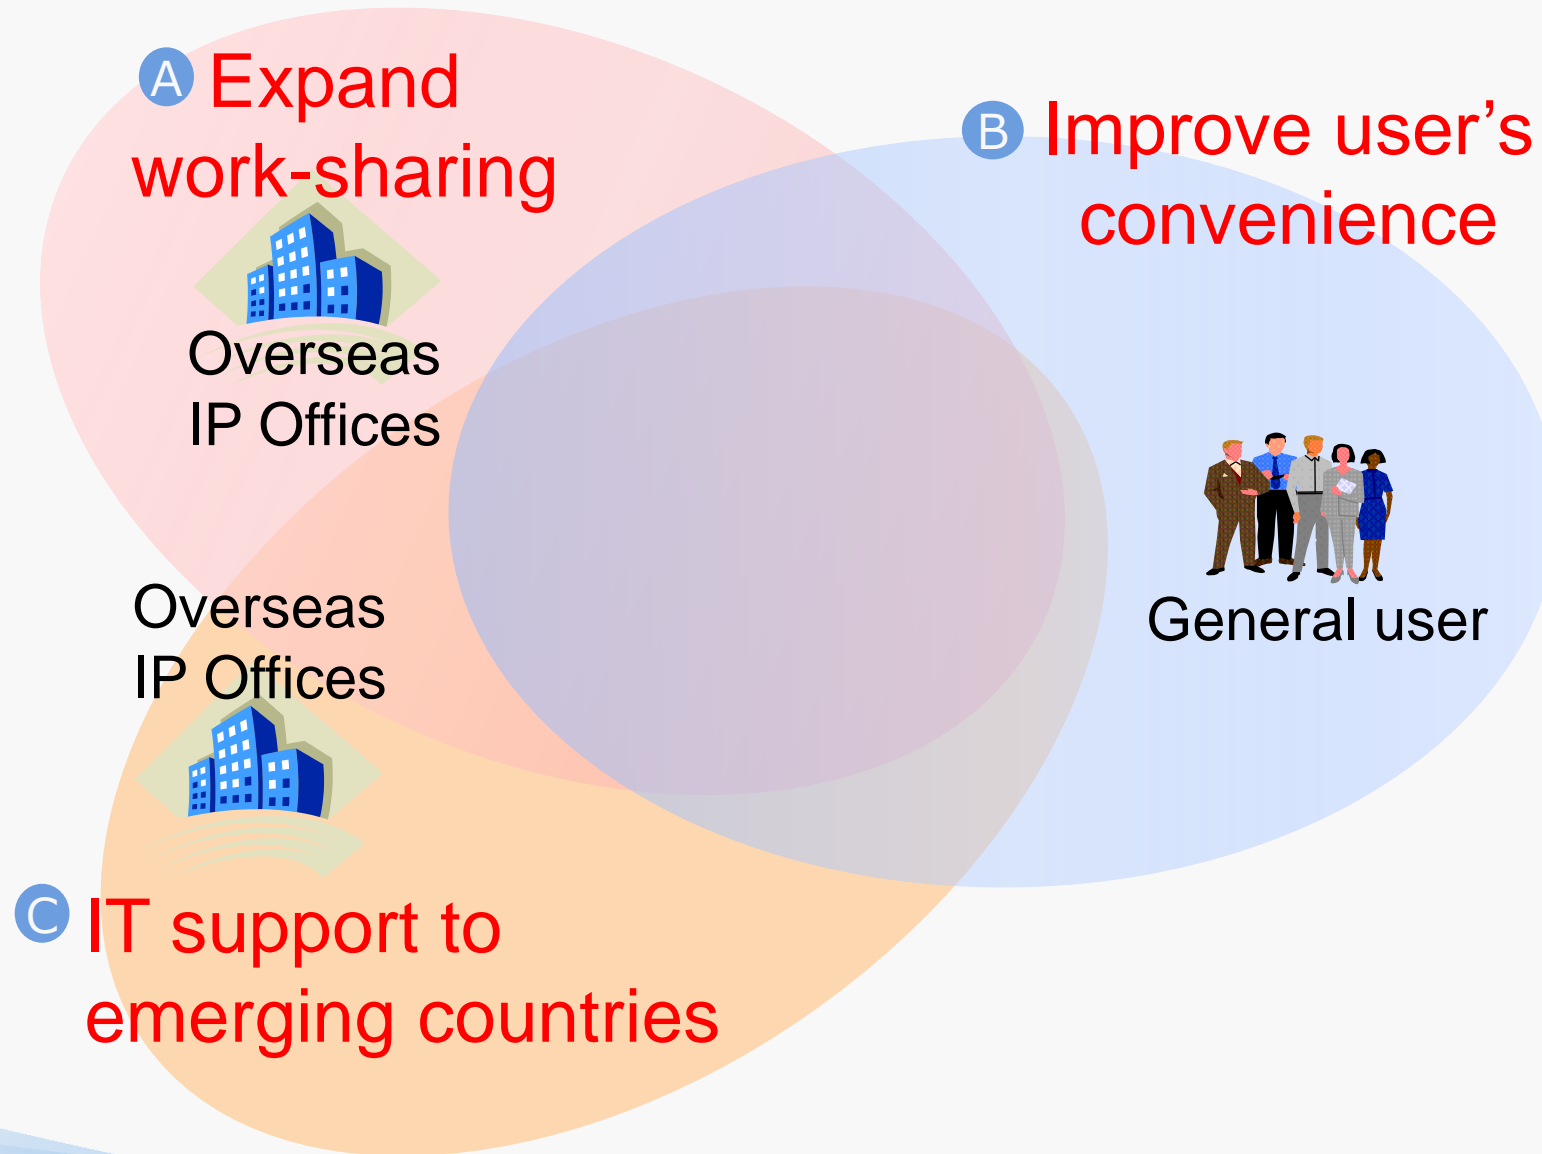 A Expand
work-sharing
Overseas
IP Offices
B Improve user’s
convenience
General user
Overseas
IP Offices
C IT support to
emerging countries